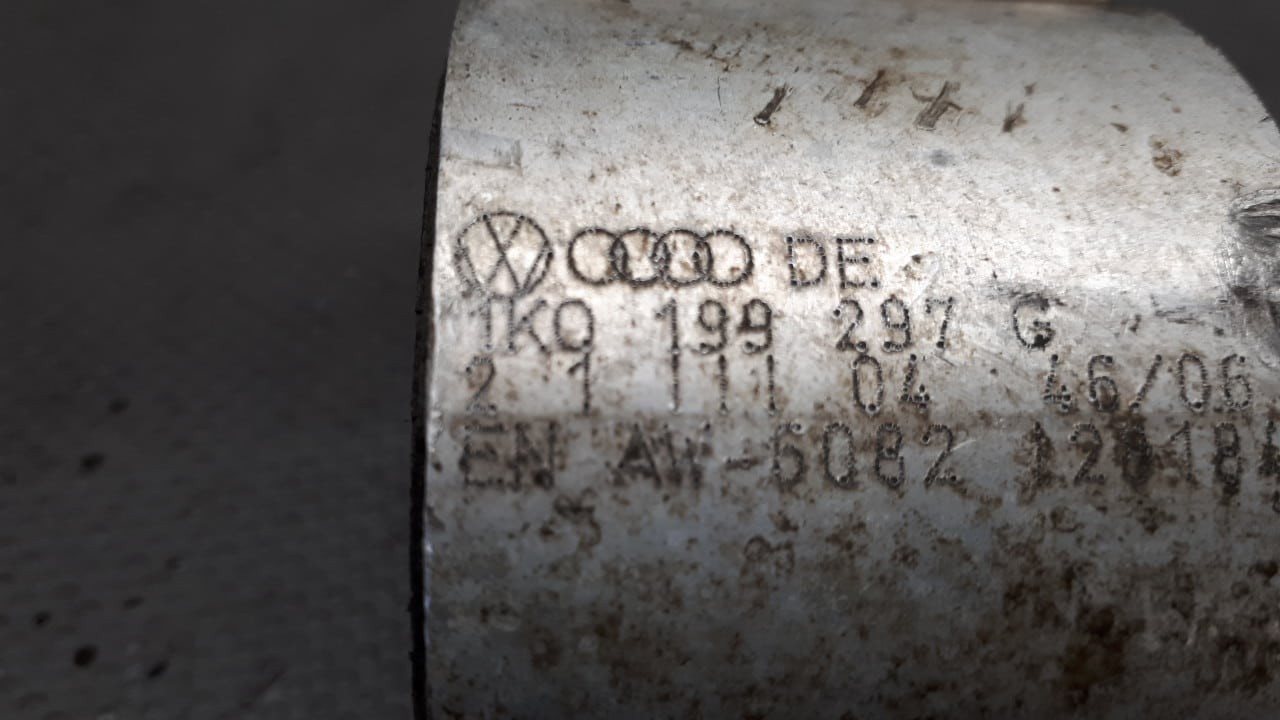 DE.
1K0 199 297 G
2 1 111 04 46/06
EN AW-6082